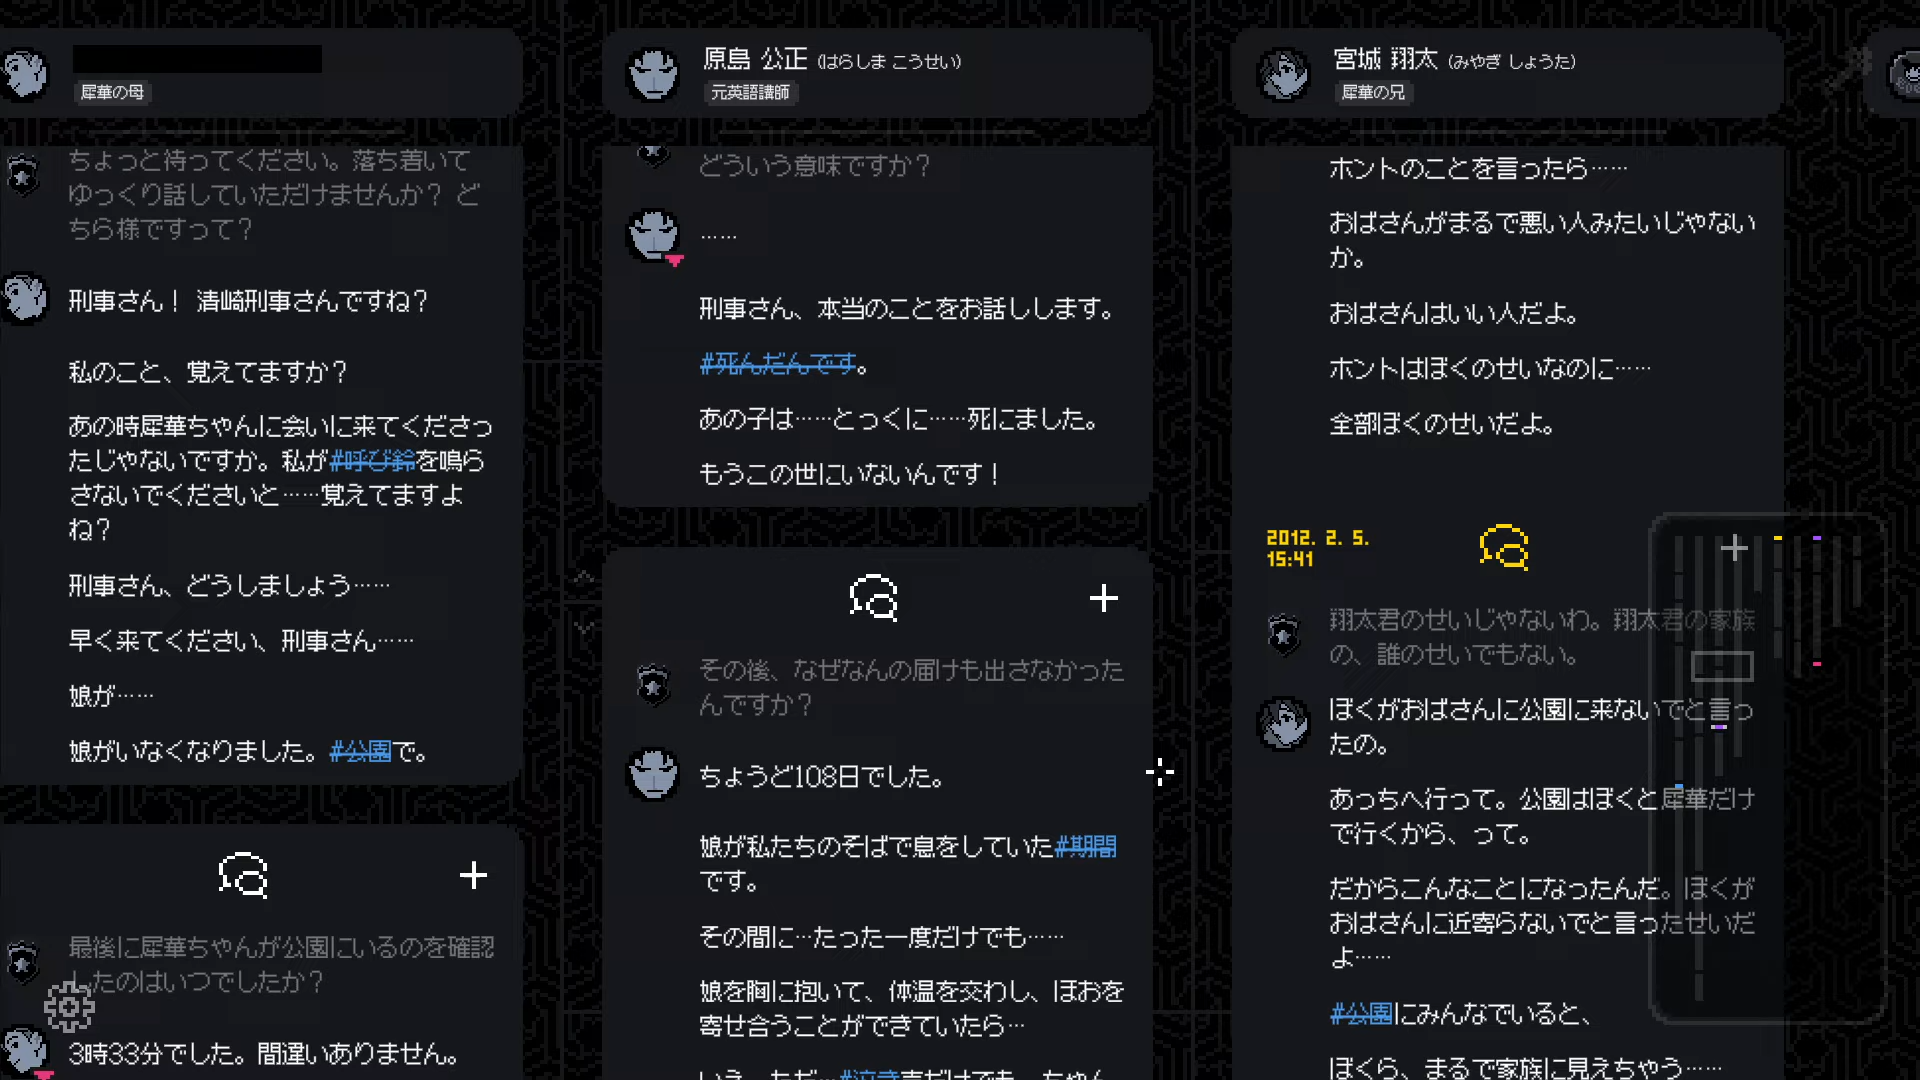 犀華の母
ちょっと待ってください。落ち着いて
ゆっくり話していただけませんか？ ど
ちら様ですって？
刑事さん！ 清崎刑事さんですね？
私のこと、覚えてますか？
あの時犀華ちゃんに会いに来てくださっ
たじゃないですか。私が#呼び鈴を鳴ら
さないでくださいと……覚えてますよ
ね？
刑事さん、どうしましょう……
早く来てください、刑事さん……
娘が……
娘がいなくなりました。#公園で。
最後に犀華ちゃんが公園にいるのを確認
したのはいつでしたか？
3時33分でした。間違いありません。
原島 公正 (はらしま こうせい)
元英語講師
どういう意味ですか？
……
刑事さん、本当のことをお話しします。
#死んだんです。
あの子は……とっくに……死にました。
もうこの世にいないんです！
その後、なぜなんの届けも出さなかった
んですか？
ちょうど108日でした。
娘が私たちのそばで息をしていた#期間
です。
その間に…たった一度だけでも……
娘を胸に抱いて、体温を交わし、ほおを
寄せ合うことができていたら…
いえ、ただ…#泣き声だけでも、ちゃん
宮城 翔太 (みやぎ しょうた)
犀華の兄
ホントのことを言ったら……
おばさんがまるで悪い人みたいじゃない
か。
おばさんはいい人だよ。
ホントはぼくのせいなのに……
全部ぼくのせいだよ。
2012. 2. 5.
15:41
翔太君のせいじゃないわ。翔太君の家族
の、誰のせいでもない。
ぼくがおばさんに公園に来ないでと言っ
たの。
あっちへ行って。公園はぼくと犀華だけ
で行くから、って。
だからこんなことになったんだ。ぼくが
おばさんに近寄らないでと言ったせいだ
よ……
#公園にみんなでいると、
ぼくら、まるで家族に見えちゃう……